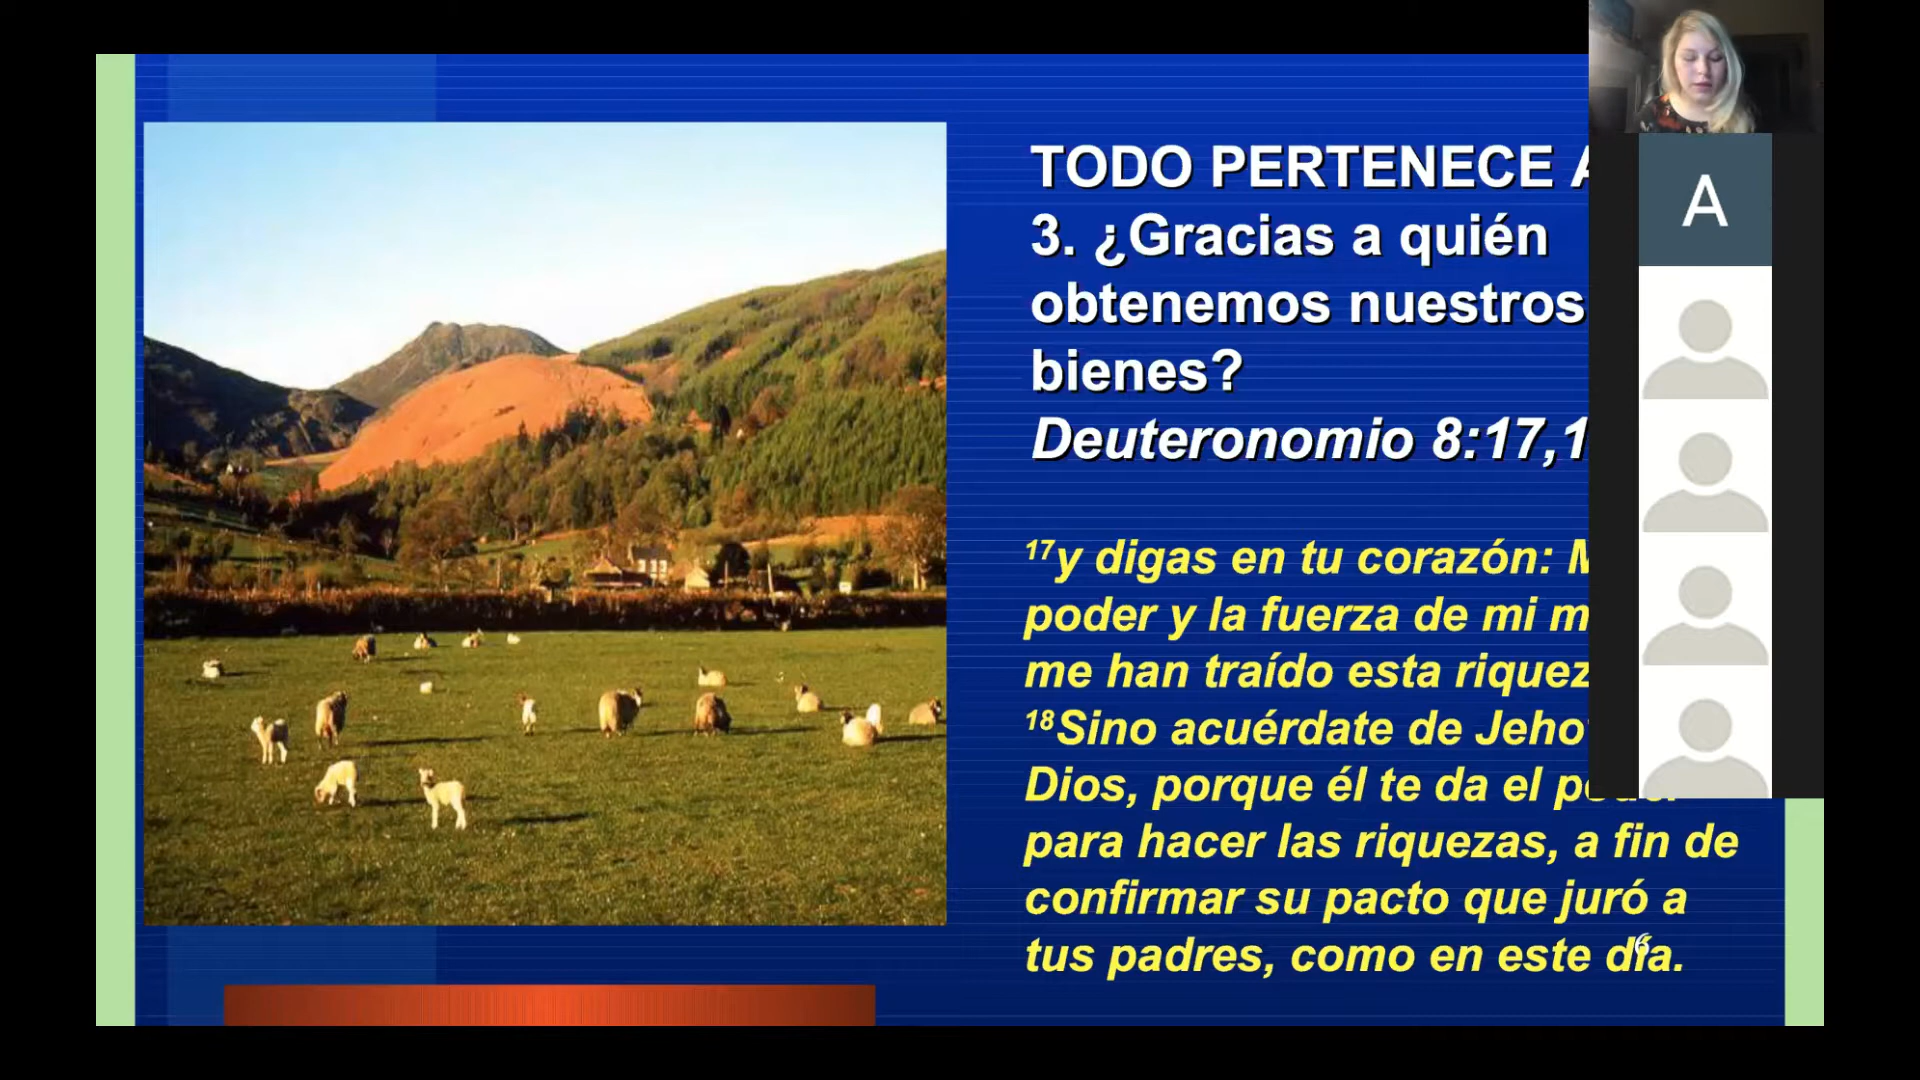 TODO PERTENECE A
3. ¿Gracias a quién
obtenemos nuestros
bienes?
Deuteronomio 8:17,1
17y digas en tu corazón:
poder y la fuerza de mi
me han traído esta
18Sino acuérdate de
Dios, porque él te da el
para hacer las riquezas, a fin de
confirmar su pacto que juró a
tus padres, como en este día.
6
A